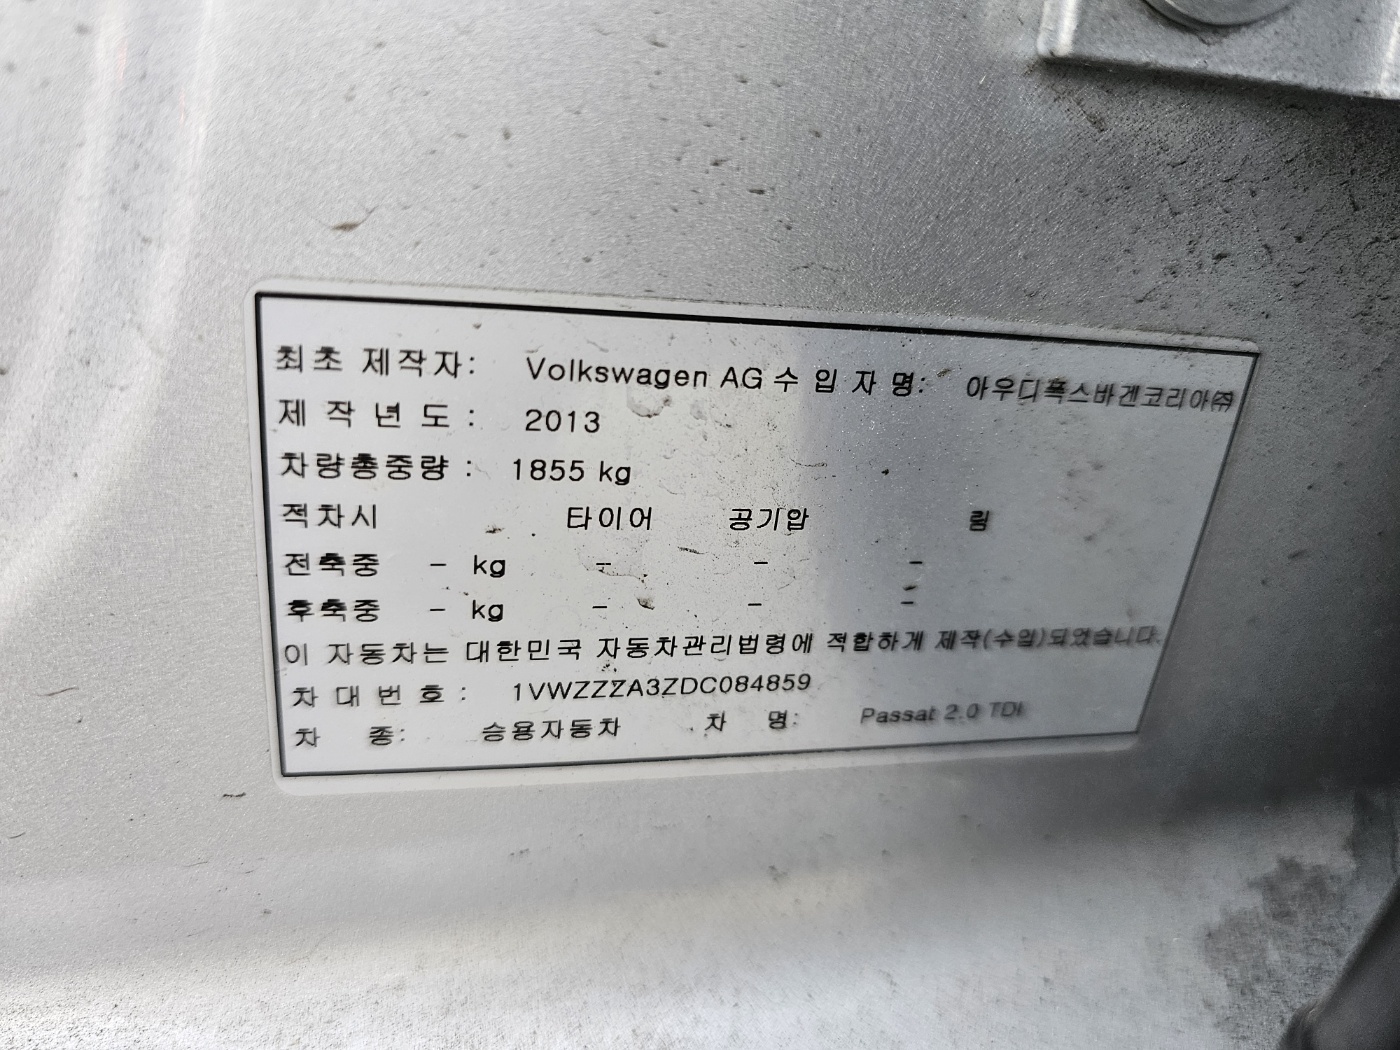 최초 제작자: Volkswagen AG 수 입 자 명: 아우디폭스바겐코리아㈜
제 작 년 도 : 2013
차량총중량 : 1855 kg
적차시 타이어 공기압 림
전축중 - kg - - -
후축중 - kg - - -
이 자동차는 대한민국 자동차관리법령에 적합하게 제작(수입)되었습니다.
차 대 번 호 : 1VWZZZA3ZDC084859
차 종: 승용자동차 차 명: Passat 2.0 TDI